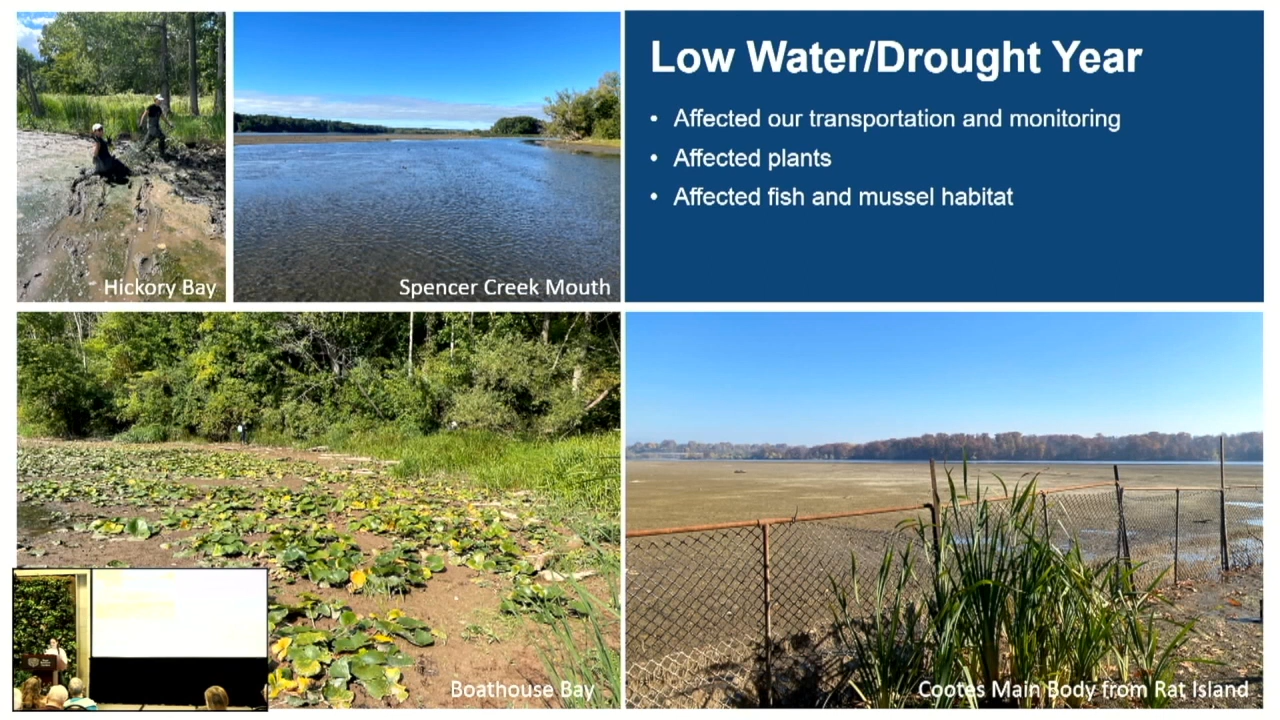 Low Water/Drought Year
• Affected our transportation and monitoring
• Affected plants
• Affected fish and mussel habitat
Hickory Bay
Spencer Creek Mouth
Boathouse Bay
Cootes Main Body from Rat Island